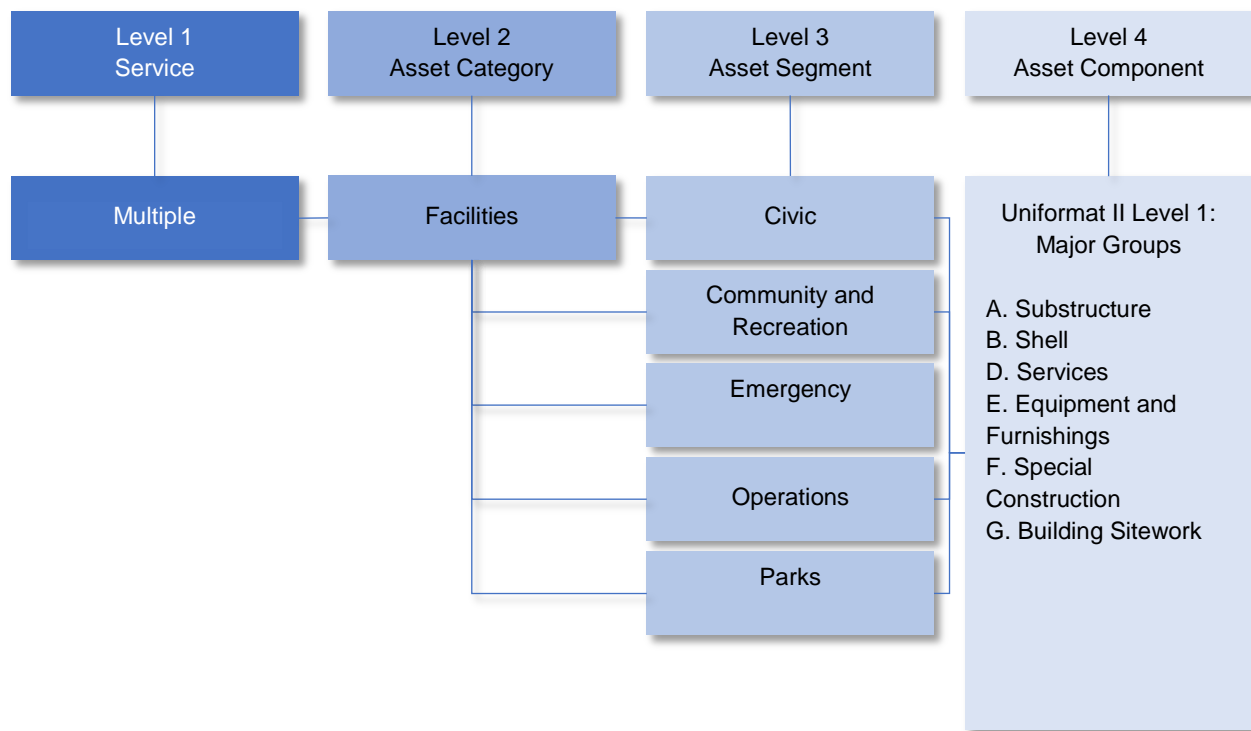 Level 1
Service
Level 2
Asset Category
Level 3
Asset Segment
Level 4
Asset Component
Multiple
Facilities
Civic
Community and
Recreation
Emergency
Operations
Parks
Uniformat II Level 1:
Major Groups
A. Substructure
B. Shell
D. Services
E. Equipment and
Furnishings
F. Special
Construction
G. Building Sitework